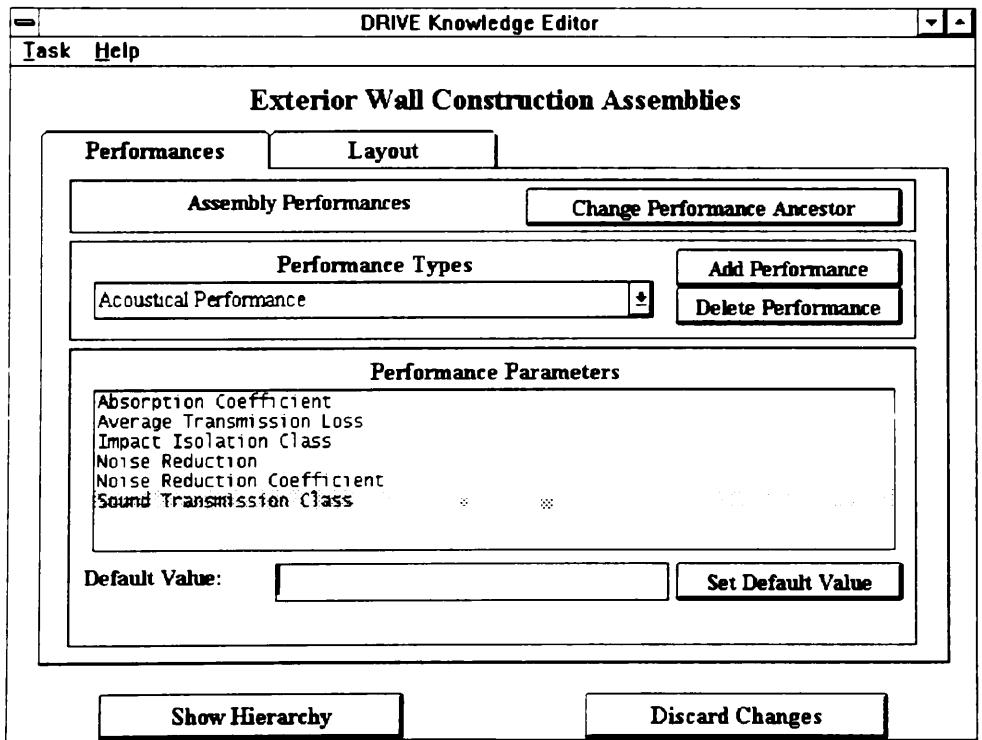 DRIVE Knowledge Editor
Task Help
Exterior Wall Construction Assemblies
Performances Layout
Assembly Performances Change Performance Ancestor
Performance Types Add Performance
Acoustical Performance
Delete Performance
Performance Parameters
Absorption Coefficient
Average Transmission Loss
Impact Isolation Class
Noise Reduction
Noise Reduction Coefficient
Sound Transmission Class
Default Value: Set Default Value
Show Hierarchy Discard Changes